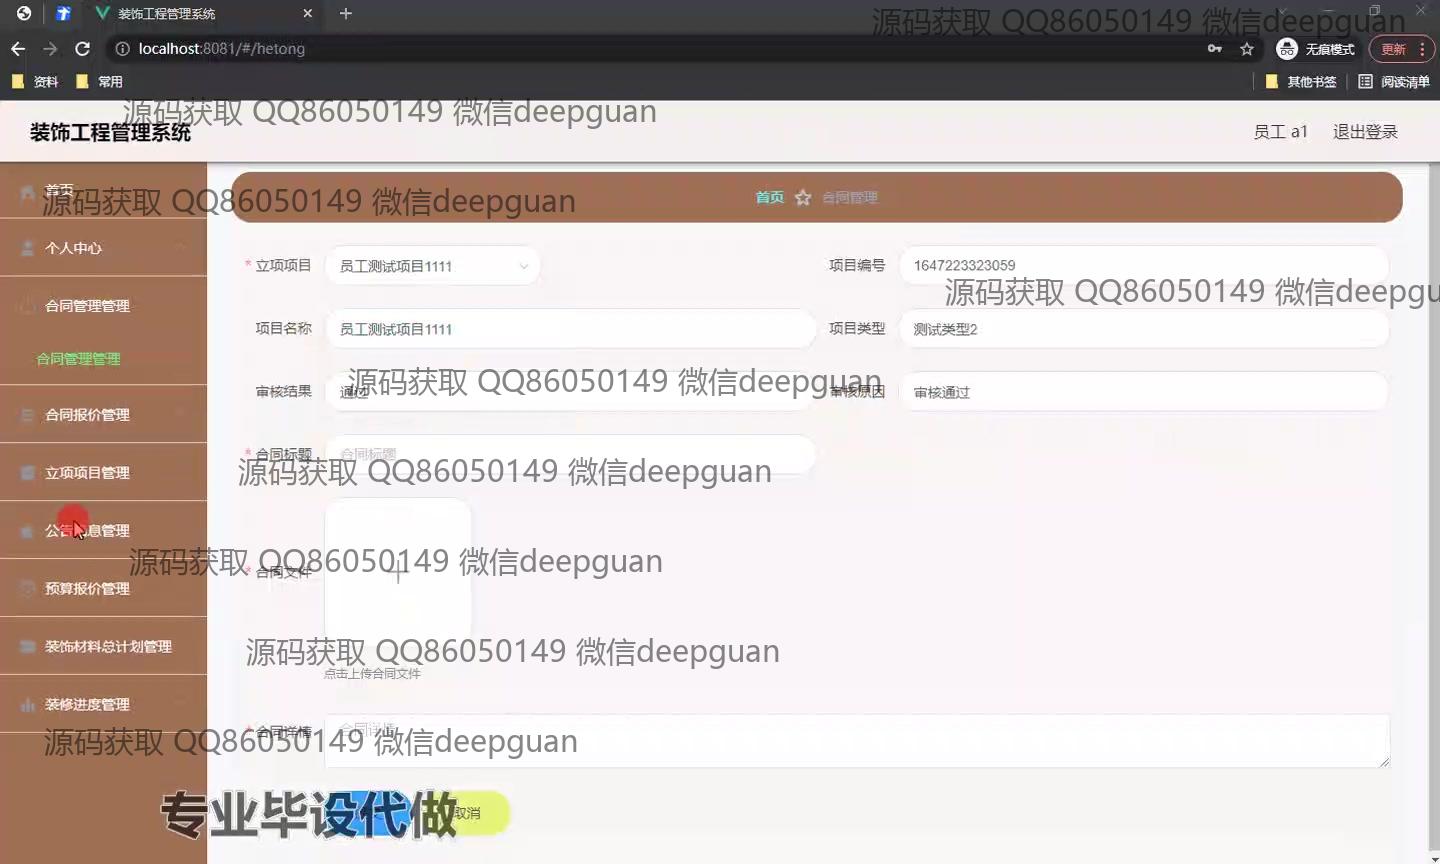 装饰工程管理系统
localhost:8081/#/hetong
无痕模式
更新
资料
常用
其他书签
阅读清单
源码获取 QQ86050149 微信deepguan
源码获取 QQ86050149 微信deepguan
装饰工程管理系统
员工 a1
退出登录
首页
源码获取 QQ86050149 微信deepguan
首页 合同管理
个人中心
* 立项项目 员工测试项目1111
项目编号 1647223323059
源码获取 QQ86050149 微信deepgu
合同管理管理
项目名称 员工测试项目1111
项目类型 测试类型2
合同管理管理
审核结果 通过
审核原因 审核通过
源码获取 QQ86050149 微信deepguan
合同报价管理
* 合同标题 合同标题
源码获取 QQ86050149 微信deepguan
立项项目管理
公告信息管理
源码获取 QQ86050149 微信deepguan
* 合同文件
预算报价管理
装饰材料总计划管理
源码获取 QQ86050149 微信deepguan
点击上传合同文件
装修进度管理
* 合同详情 合同详情
源码获取 QQ86050149 微信deepguan
专业毕设代做
取消